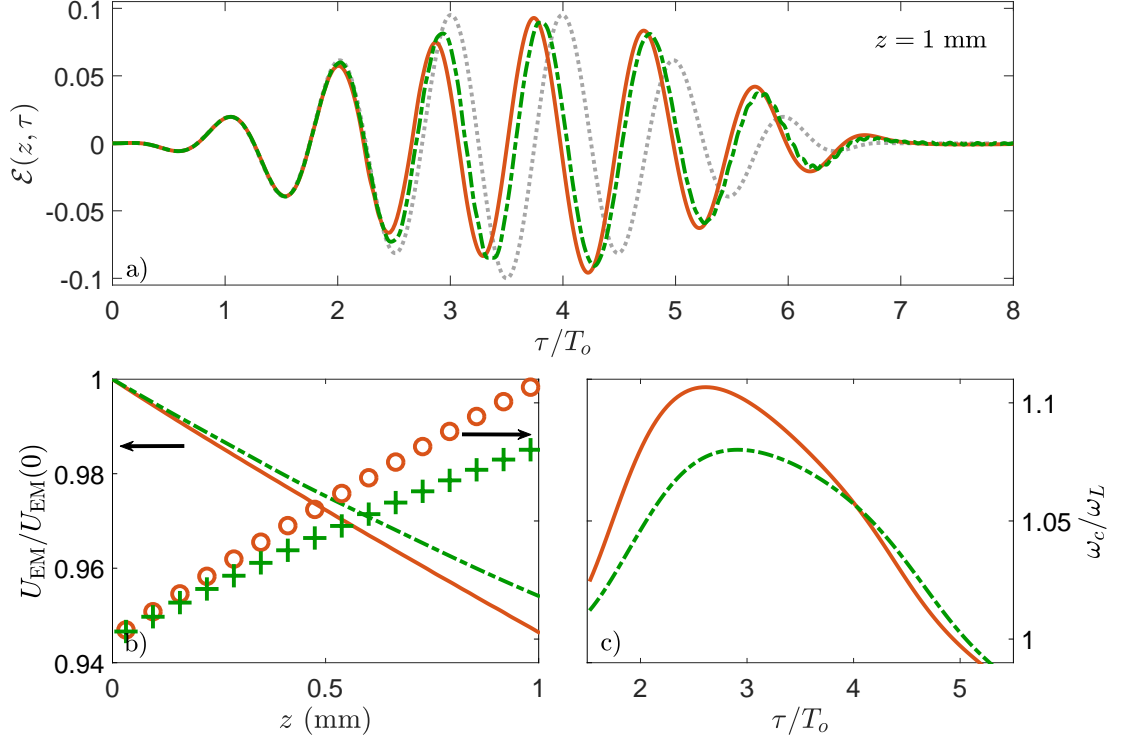 0.1
0.05
0
-0.05
-0.1
ℰ(z, τ)
z = 1 mm
a)
0 1 2 3 4 5 6 7 8
τ/T_o
1
0.98
0.96
0.94
U_EM/U_EM(0)
b)
0 0.5 1
z (mm)
c)
2 3 4 5
τ/T_o
1.1
1.05
1
ω_c/ω_L